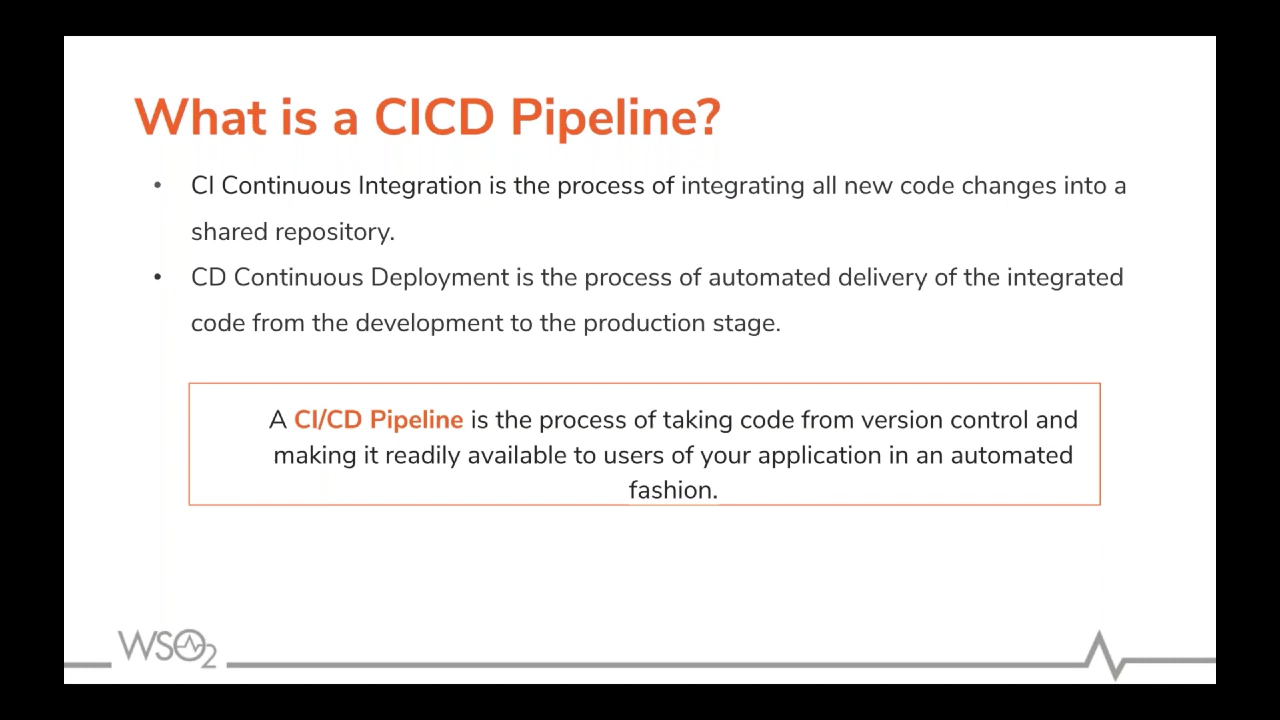 What is a CICD Pipeline?
• CI Continuous Integration is the process of integrating all new code changes into a
shared repository.
• CD Continuous Deployment is the process of automated delivery of the integrated
code from the development to the production stage.
A CI/CD Pipeline is the process of taking code from version control and
making it readily available to users of your application in an automated
fashion.
WSO2